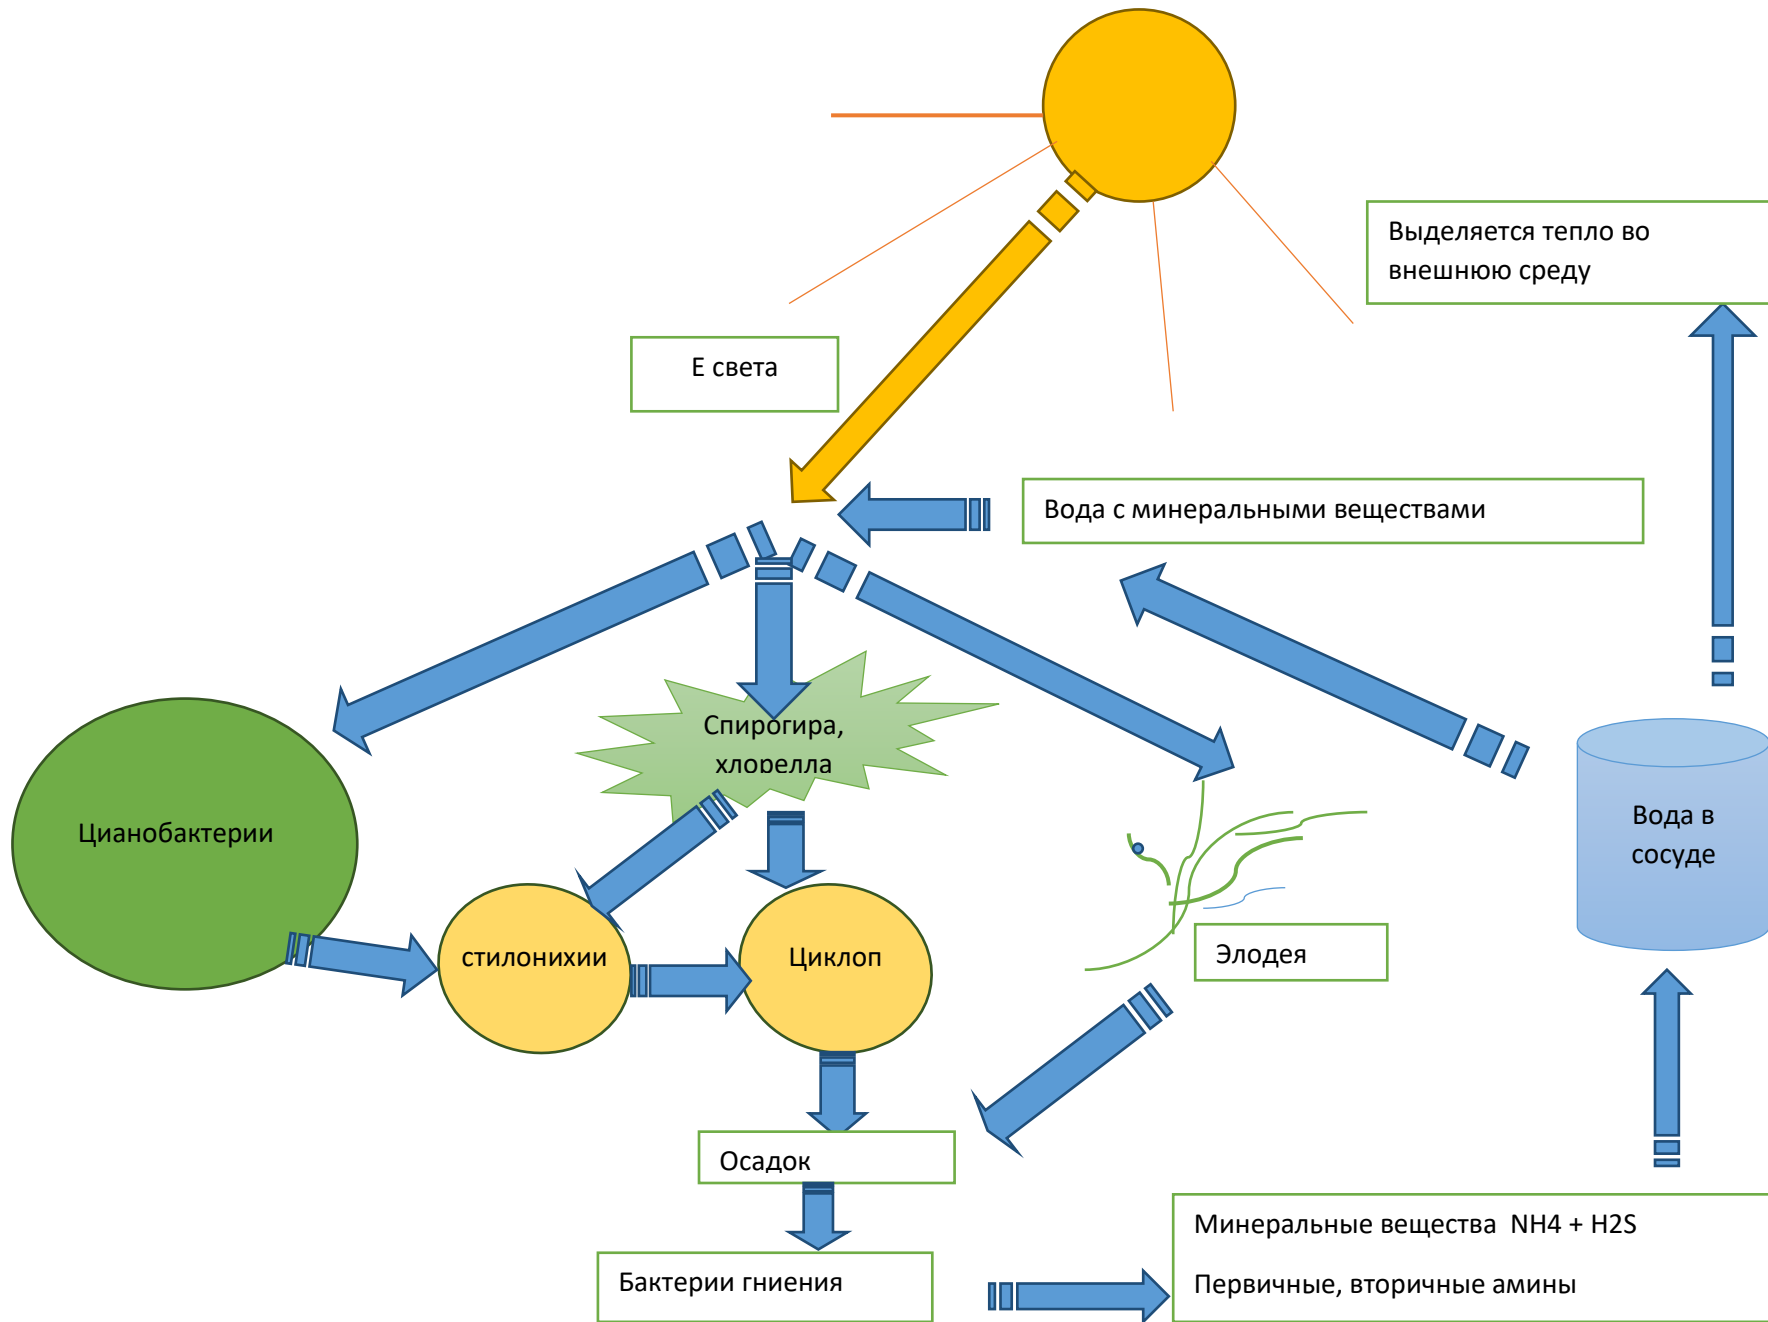 Выделяется тепло во
внешнюю среду
Е света
Вода с минеральными веществами
Спирогира,
хлорелла
Цианобактерии
Вода в
сосуде
стилонихии
Циклоп
Элодея
Осадок
Минеральные вещества NH4 + H2S
Бактерии гниения
Первичные, вторичные амины